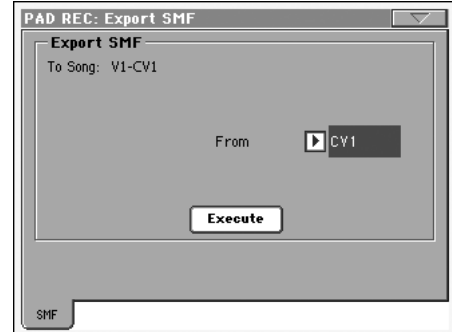 PAD REC: Export SMF
Export SMF
To Song: V1-CV1
From CV1
Execute
SMF